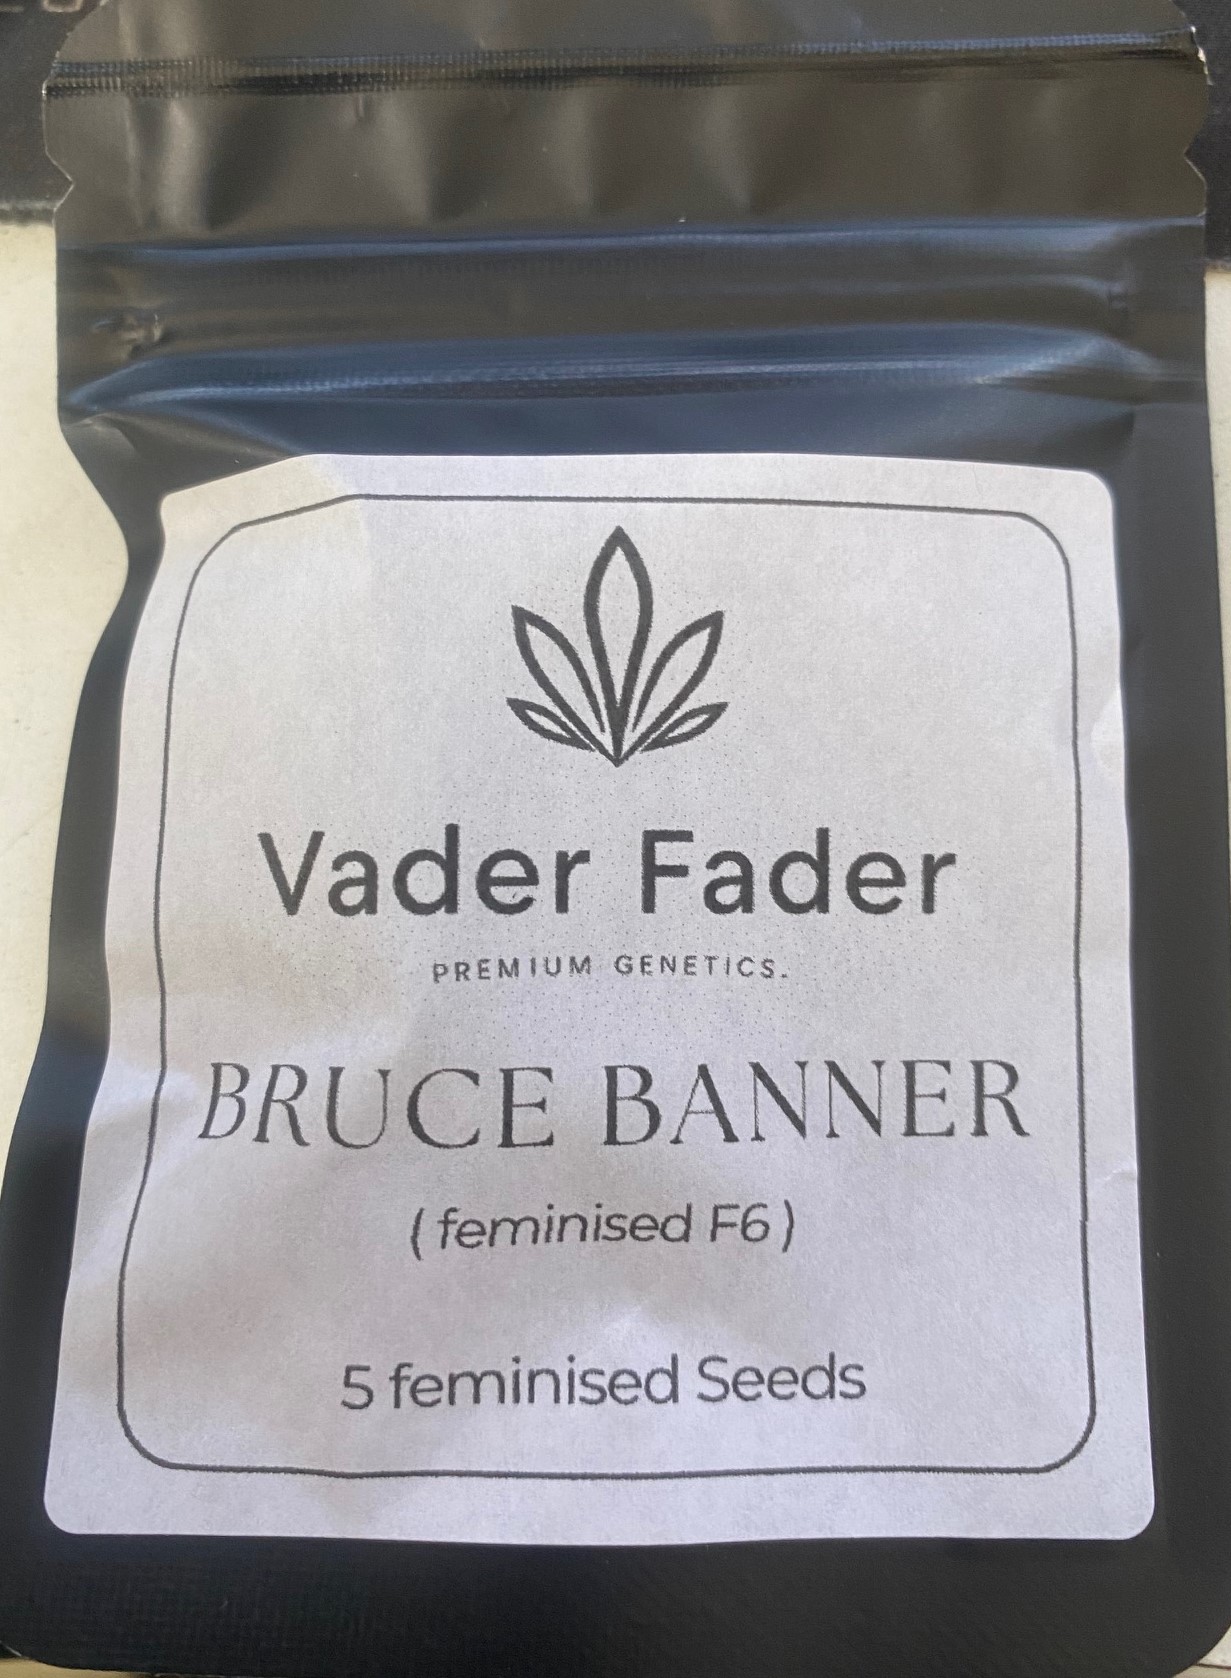 Vader Fader
PREMIUM GENETICS.
BRUCE BANNER
( feminised F6 )
5 feminised Seeds